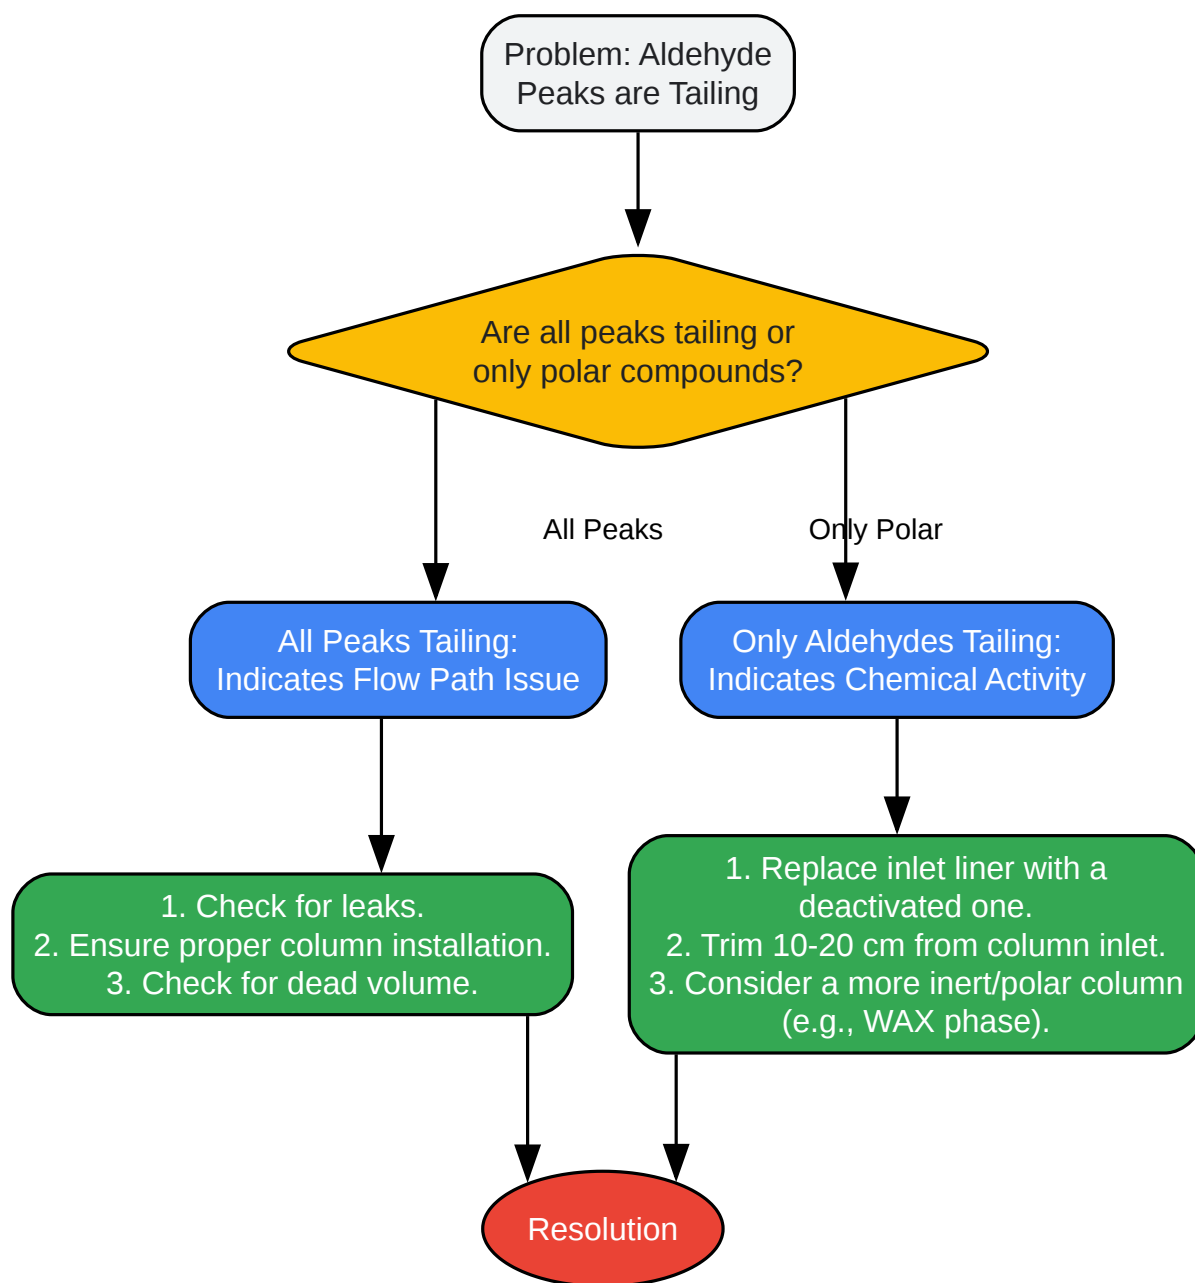 Problem: Aldehyde
Peaks are Tailing
Are all peaks tailing or
only polar compounds?
All Peaks
Only Polar
All Peaks Tailing:
Indicates Flow Path Issue
Only Aldehydes Tailing:
Indicates Chemical Activity
1. Check for leaks.
2. Ensure proper column installation.
3. Check for dead volume.
1. Replace inlet liner with a
deactivated one.
2. Trim 10-20 cm from column inlet.
3. Consider a more inert/polar column
(e.g., WAX phase).
Resolution